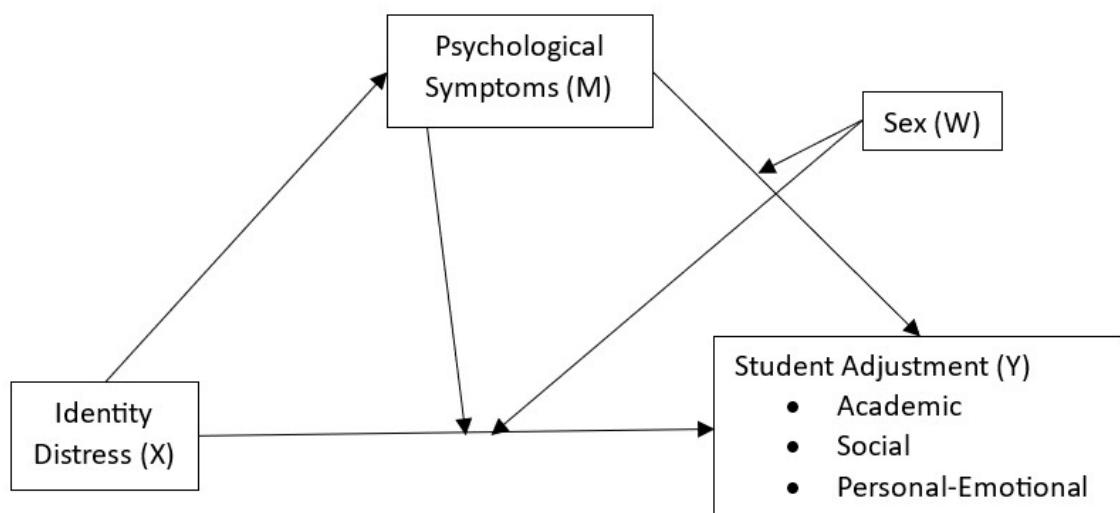 Psychological
Symptoms (M)
Sex (W)
Identity
Distress (X)
Student Adjustment (Y)
• Academic
• Social
• Personal-Emotional